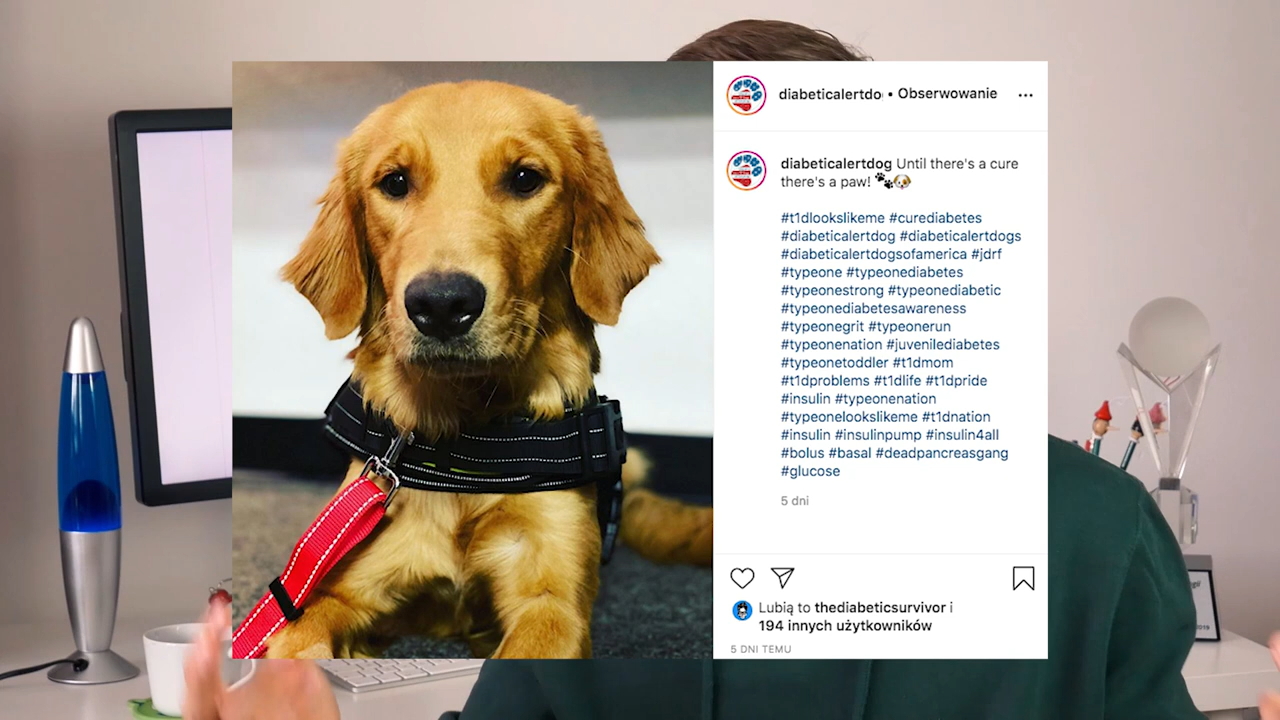 diabeticalertdo • Obserwowanie
diabeticalertdog Until there's a cure
there's a paw! 🐾🐶
#t1dlookslikeme #curediabetes
#diabeticalertdog #diabeticalertdogs
#diabeticalertdogsofamerica #jdrf
#typeone #typeonediabetes
#typeonestrong #typeonediabetic
#typeonediabetesawareness
#typeonegrit #typeonerun
#typeonenation #juvenilediabetes
#typeonetoddler #t1dmom
#t1dproblems #t1dlife #t1dpride
#insulin #typeonenation
#typeonelookslikeme #t1dnation
#insulin #insulinpump #insulin4all
#bolus #basal #deadpancreasgang
#glucose
5 dni
Lubią to thediabeticsurvivor i
194 innych użytkowników
5 DNI TEMU